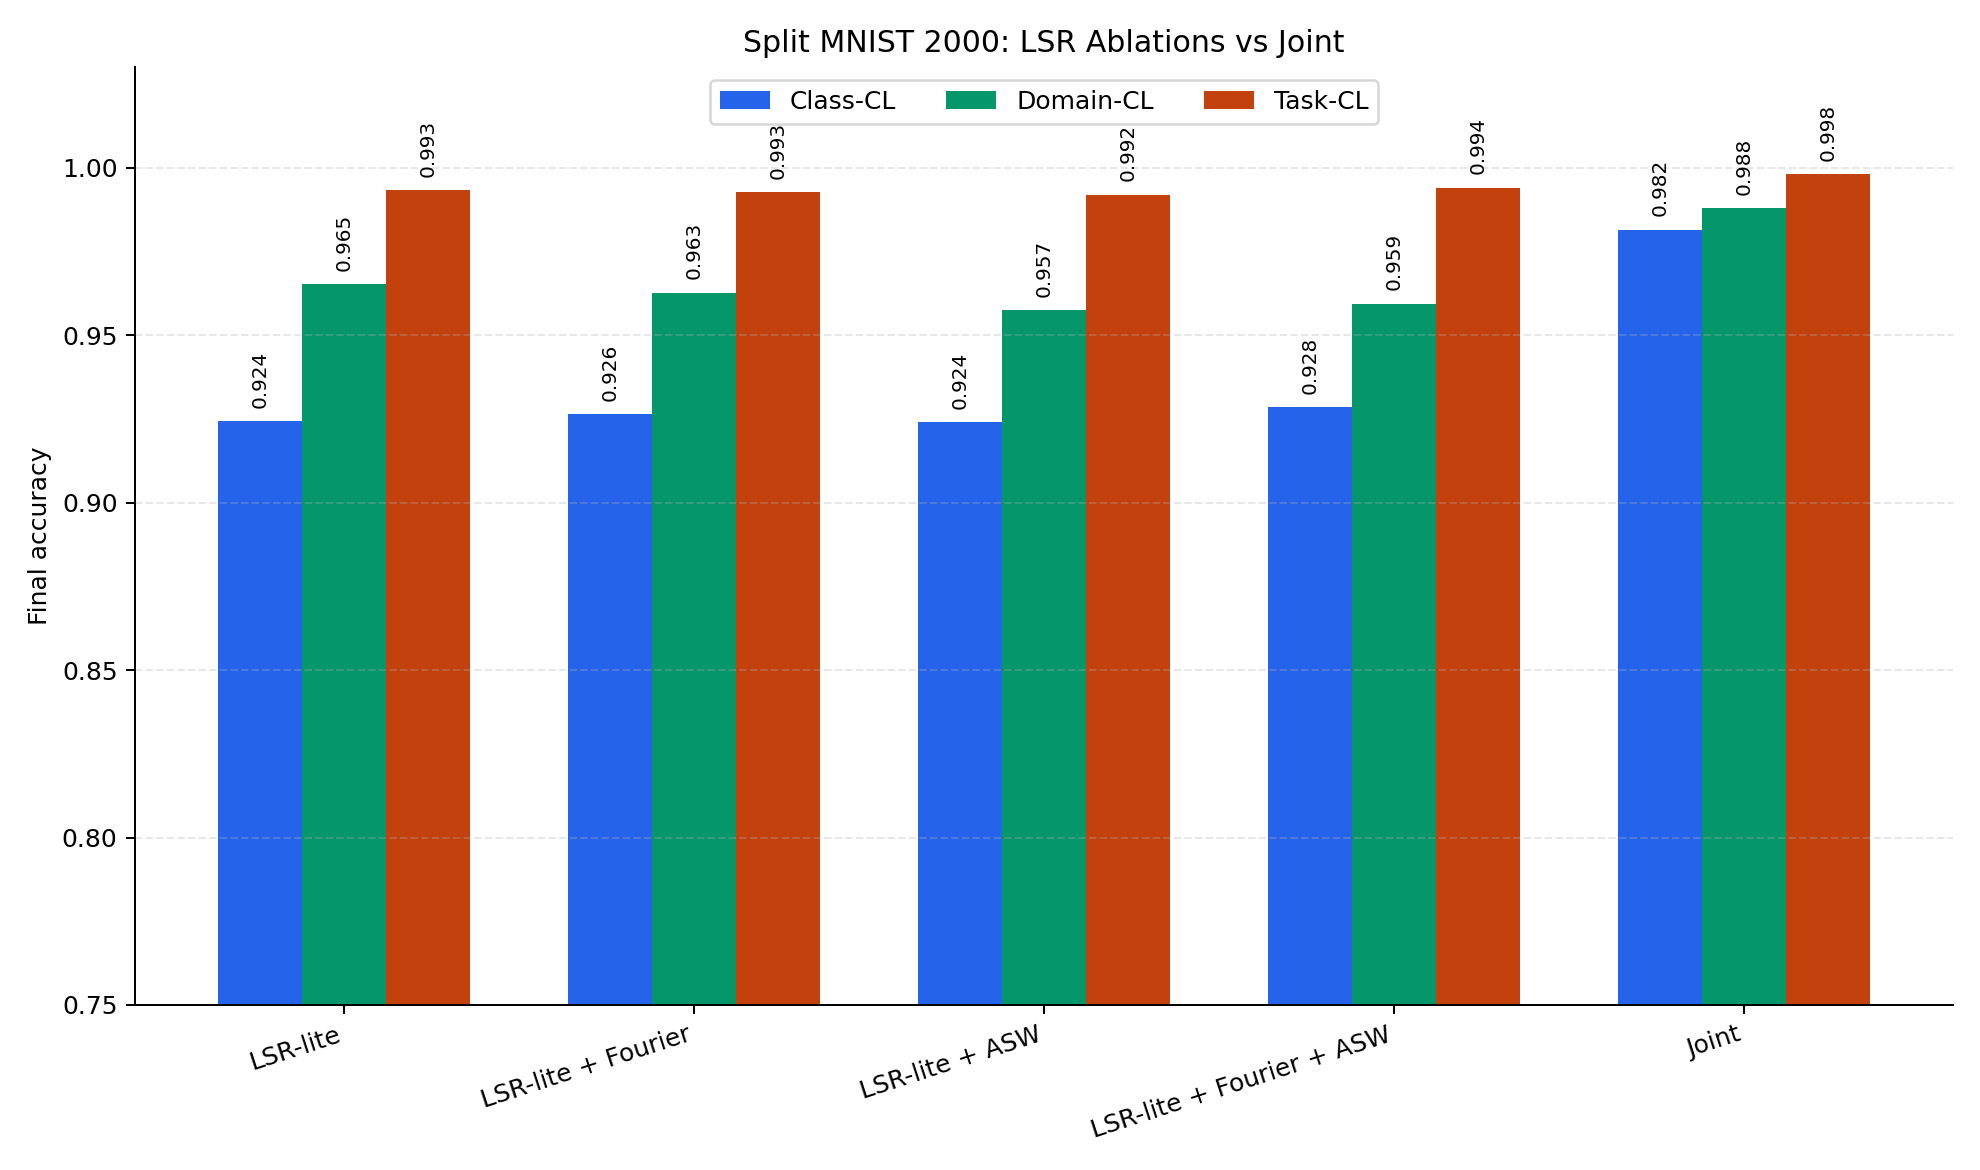 Split MNIST 2000: LSR Ablations vs Joint
Class-CL Domain-CL Task-CL
Final accuracy
1.00
0.95
0.90
0.85
0.80
0.75
0.924
0.965
0.993
0.926
0.963
0.993
0.924
0.957
0.992
0.928
0.959
0.994
0.982
0.988
0.998
LSR-lite
LSR-lite + Fourier
LSR-lite + ASW
LSR-lite + Fourier + ASW
Joint